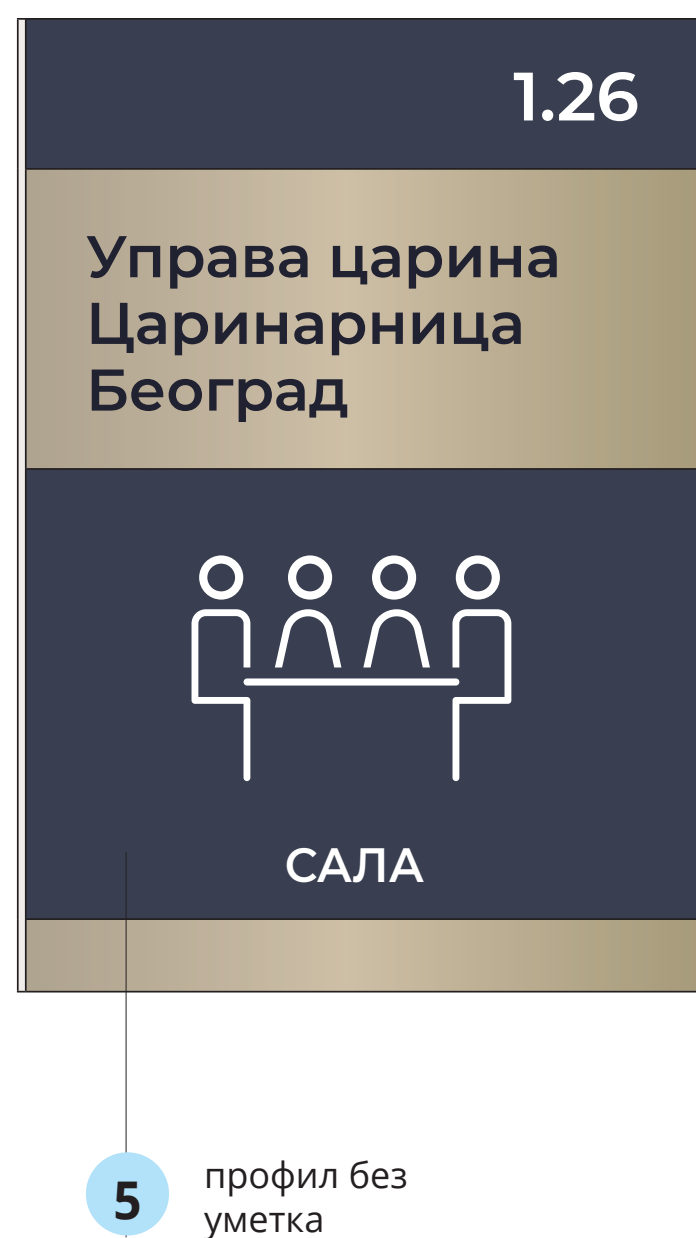 1.26
Управа царина
Царинарница
Београд
САЛА
5
профил без
уметка